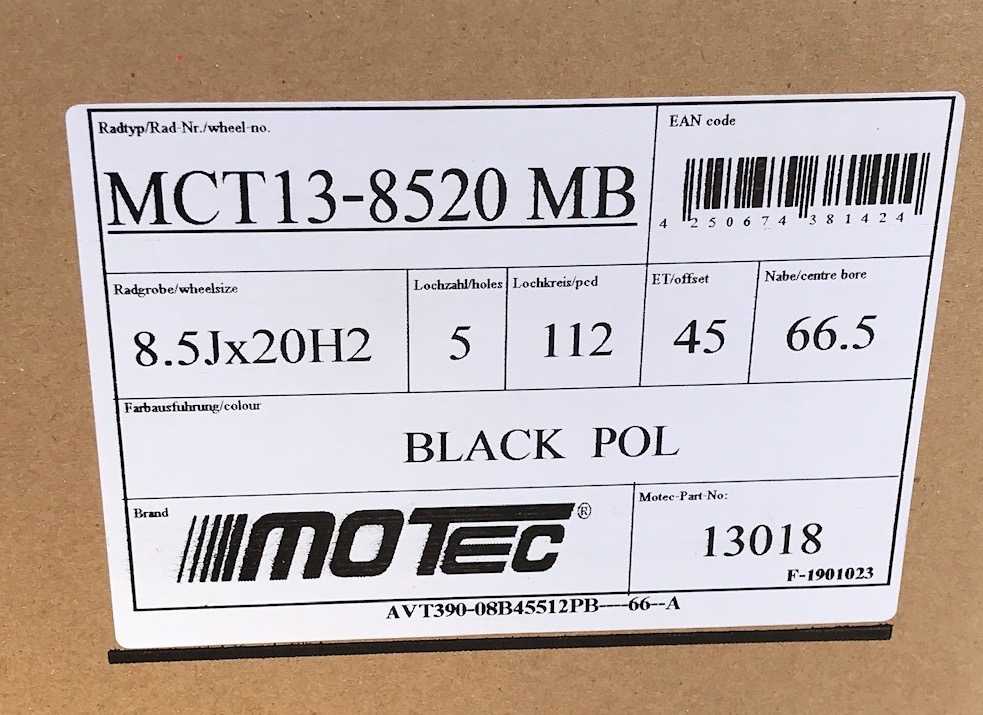 Radtyp/Rad-Nr./wheel-no.
MCT13-8520 MB
EAN code
4 250674 381424
Radgrobe/wheelsize
8.5Jx20H2
Lochzahl/holes
5
Lochkreis/pcd
112
ET/offset
45
Nabe/centre bore
66.5
Farbausfuhrung/colour
BLACK POL
Brand
MOTEC®
Motec-Part-No:
13018
F-1901023
AVT390-08B45512PB----66--A